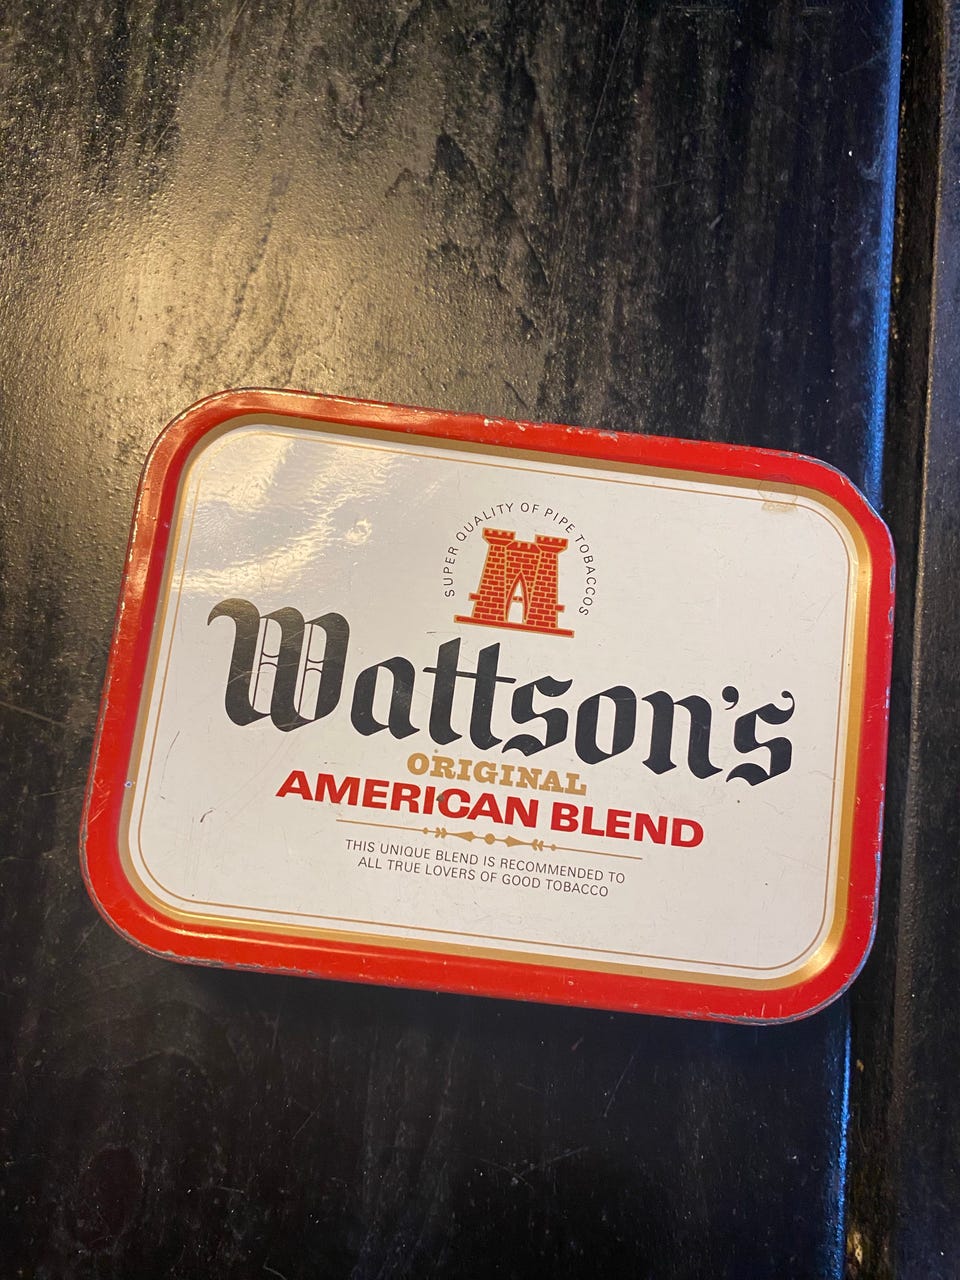 SUPER QUALITY OF PIPE TOBACCOS
Wattson's
ORIGINAL
AMERICAN BLEND
THIS UNIQUE BLEND IS RECOMMENDED TO
ALL TRUE LOVERS OF GOOD TOBACCO